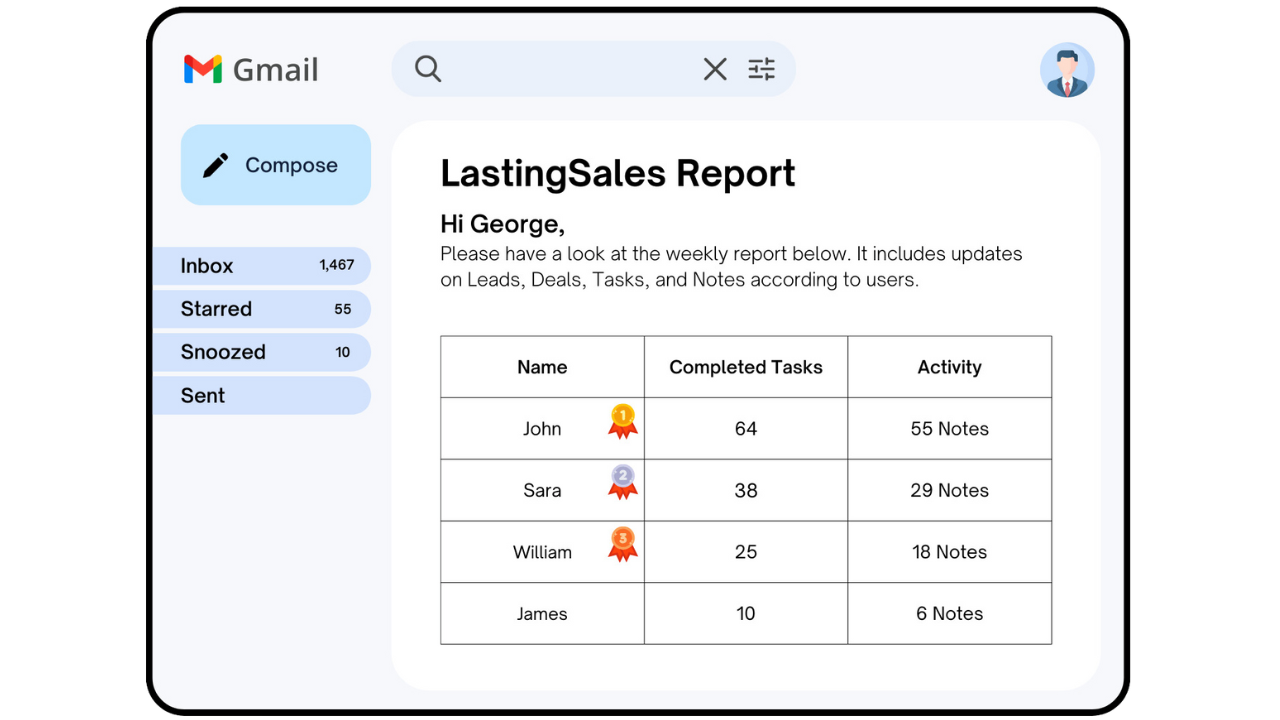 Gmail
Compose
Inbox 1,467
Starred 55
Snoozed 10
Sent
LastingSales Report
Hi George,
Please have a look at the weekly report below. It includes updates
on Leads, Deals, Tasks, and Notes according to users.
Name Completed Tasks Activity
John 1 64 55 Notes
Sara 2 38 29 Notes
William 3 25 18 Notes
James 10 6 Notes